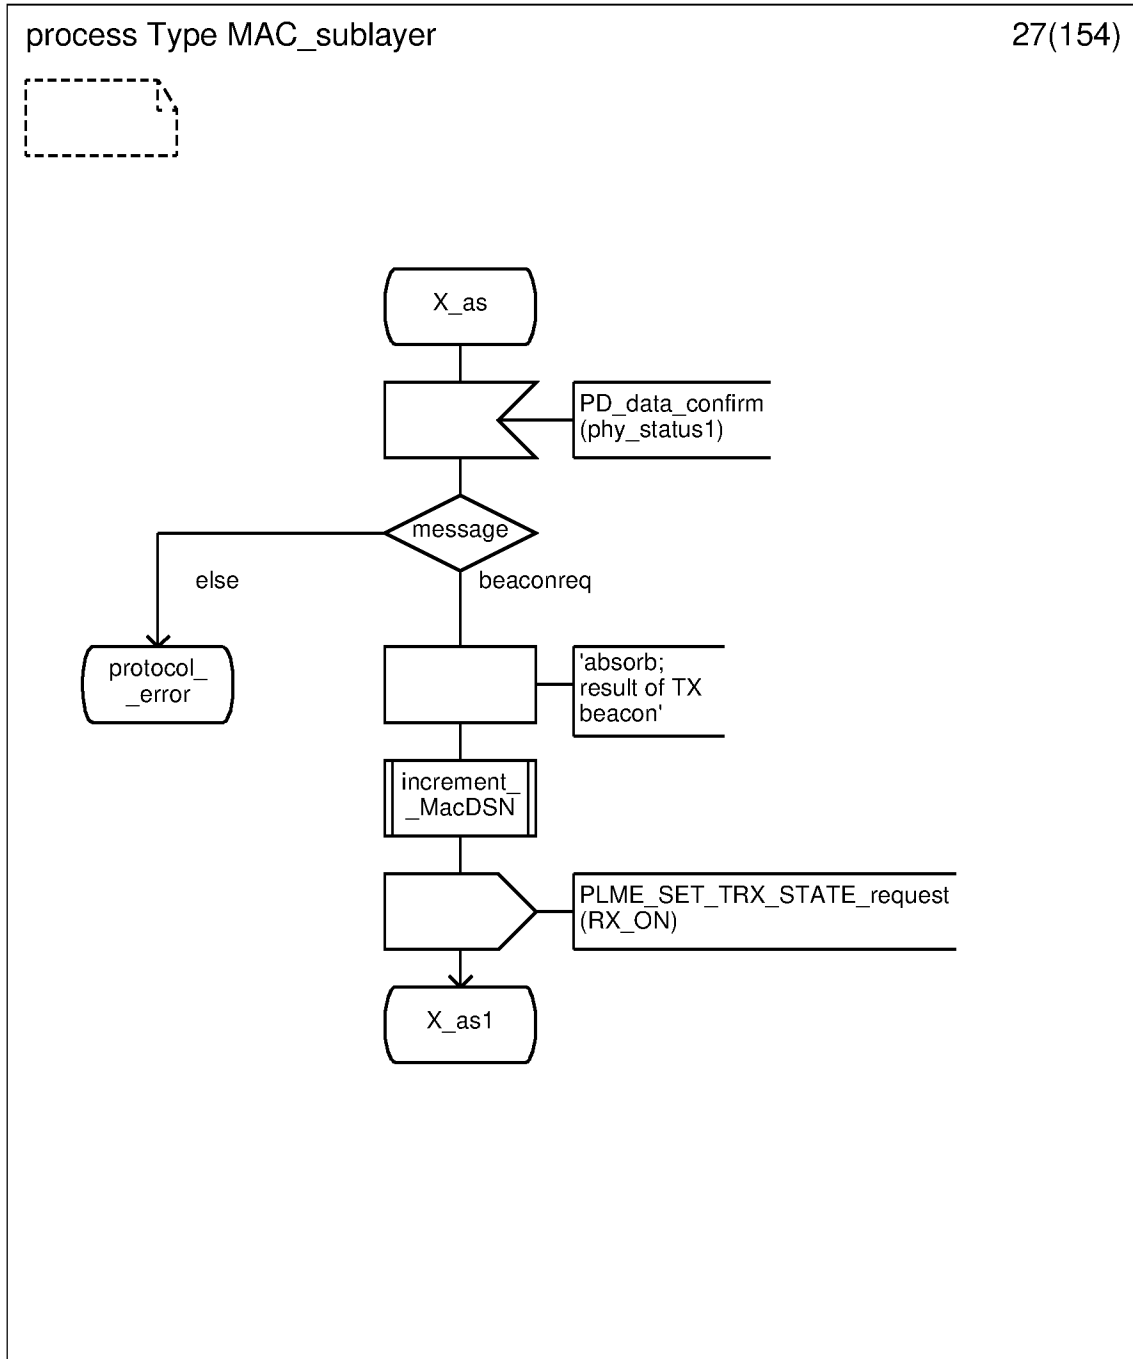 process Type MAC_sublayer
27(154)
X_as
PD_data_confirm
(phy_status1)
message
else
beaconreq
protocol_
_error
'absorb;
result of TX
beacon'
increment_
_MacDSN
PLME_SET_TRX_STATE_request
(RX_ON)
X_as1